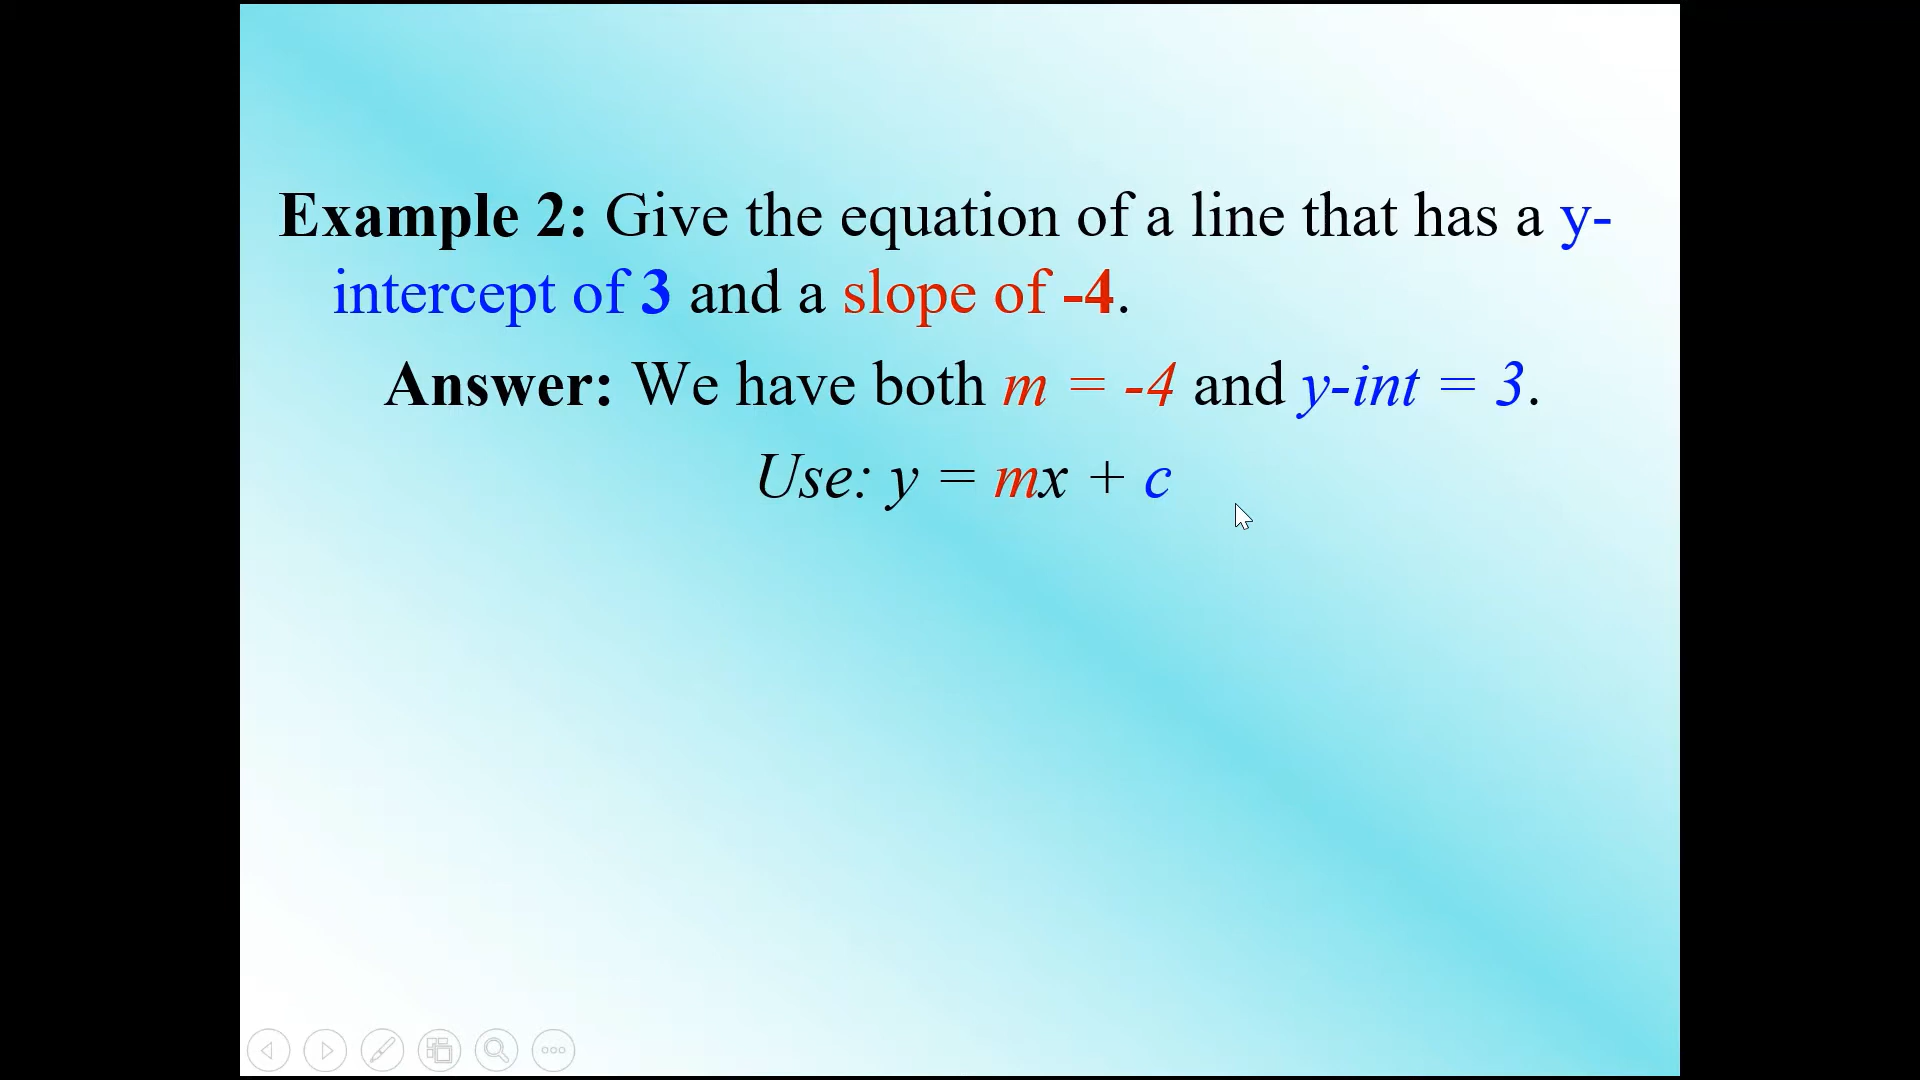 Example 2: Give the equation of a line that has a y-
intercept of 3 and a slope of -4.
Answer: We have both m = -4 and y-int = 3.
Use: y = mx + c